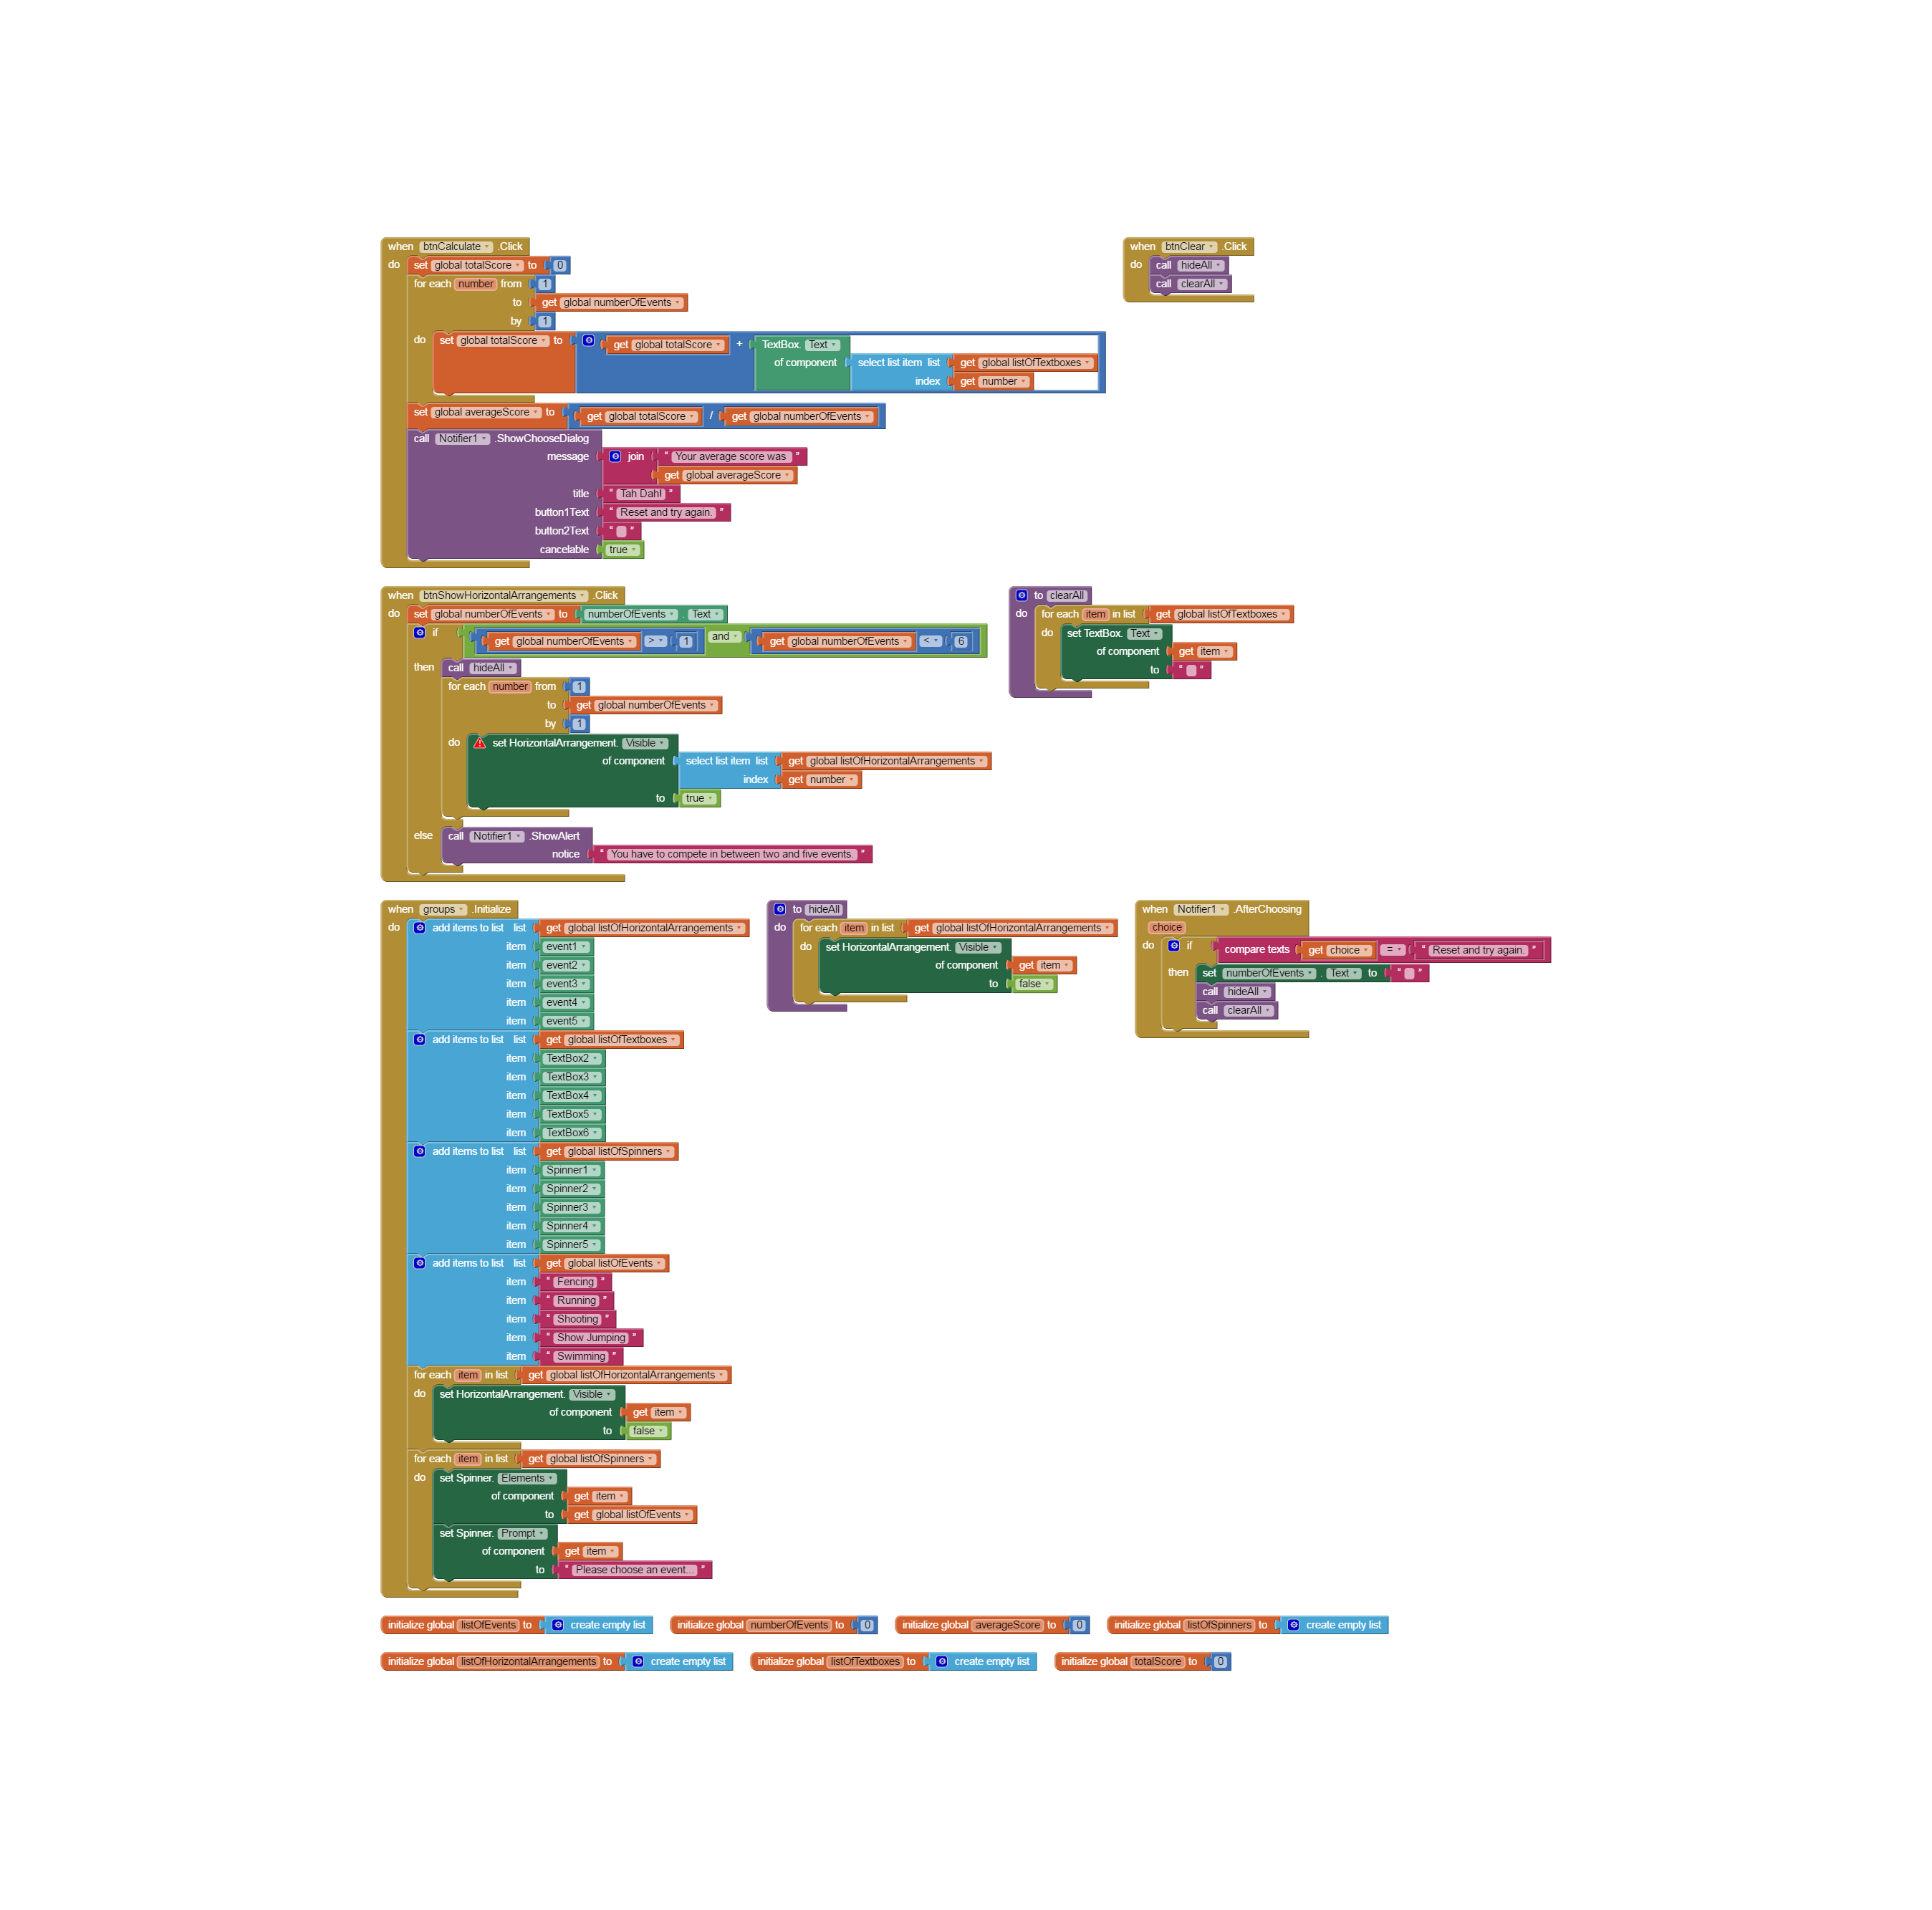 when btnCalculate .Click
do set global totalScore to 0
for each number from 1
to get global numberOfEvents
by 1
do set global totalScore to get global totalScore + TextBox. Text
of component select list item list get global listOfTextboxes
index get number
set global averageScore to get global totalScore / get global numberOfEvents
call Notifier1 .ShowChooseDialog
message join " Your average score was "
get global averageScore
title " Tah Dah! "
button1Text " Reset and try again. "
button2Text " "
cancelable true
when btnClear .Click
do call hideAll
call clearAll
when btnShowHorizontalArrangements .Click
do set global numberOfEvents to numberOfEvents . Text
if get global numberOfEvents > 1 and get global numberOfEvents < 6
then call hideAll
for each number from 1
to get global numberOfEvents
by 1
do set HorizontalArrangement. Visible
of component select list item list get global listOfHorizontalArrangements
index get number
to true
else call Notifier1 .ShowAlert
notice " You have to compete in between two and five events. "
to clearAll
do for each item in list get global listOfTextboxes
do set TextBox. Text
of component get item
to " "
when groups .Initialize
do add items to list list get global listOfHorizontalArrangements
item event1
item event2
item event3
item event4
item event5
add items to list list get global listOfTextboxes
item TextBox2
item TextBox3
item TextBox4
item TextBox5
item TextBox6
add items to list list get global listOfSpinners
item Spinner1
item Spinner2
item Spinner3
item Spinner4
item Spinner5
add items to list list get global listOfEvents
item " Fencing "
item " Running "
item " Shooting "
item " Show Jumping "
item " Swimming "
for each item in list get global listOfHorizontalArrangements
do set HorizontalArrangement. Visible
of component get item
to false
for each item in list get global listOfSpinners
do set Spinner. Elements
of component get item
to get global listOfEvents
set Spinner. Prompt
of component get item
to " Please choose an event... "
to hideAll
do for each item in list get global listOfHorizontalArrangements
do set HorizontalArrangement. Visible
of component get item
to false
when Notifier1 .AfterChoosing
choice
do if compare texts get choice = " Reset and try again. "
then set numberOfEvents . Text to " "
call hideAll
call clearAll
initialize global listOfEvents to create empty list
initialize global numberOfEvents to 0
initialize global averageScore to 0
initialize global listOfSpinners to create empty list
initialize global listOfHorizontalArrangements to create empty list
initialize global listOfTextboxes to create empty list
initialize global totalScore to 0